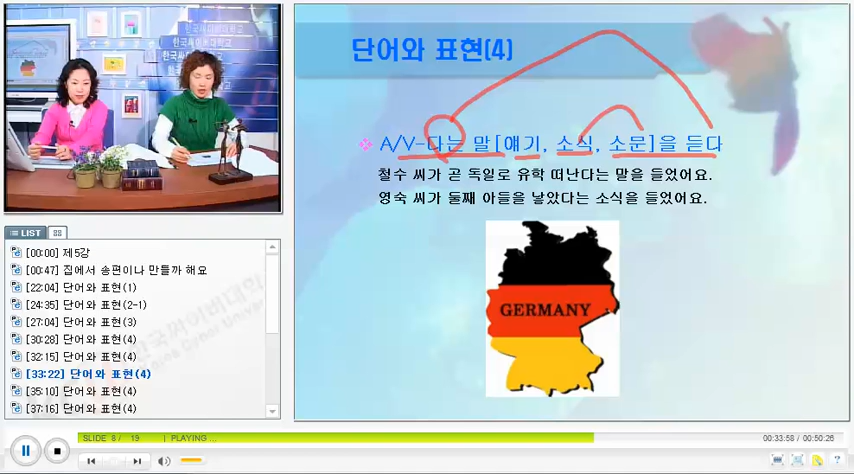 한국싸이버대학교
단어와 표현(4)
A/V-다는 말[얘기, 소식, 소문]을 듣다
철수 씨가 곧 독일로 유학 떠난다는 말을 들었어요.
영숙 씨가 둘째 아들을 낳았다는 소식을 들었어요.
GERMANY
LIST
[00:00] 제5강
[00:47] 집에서 송편이나 만들까 해요
[22:04] 단어와 표현(1)
[24:35] 단어와 표현(2-1)
[27:04] 단어와 표현(3)
[30:28] 단어와 표현(4)
[32:15] 단어와 표현(4)
[33:22] 단어와 표현(4)
[35:10] 단어와 표현(4)
[37:16] 단어와 표현(4)
SLIDE 8 / 19 | PLAYING ...
00:33:58 / 00:50:26